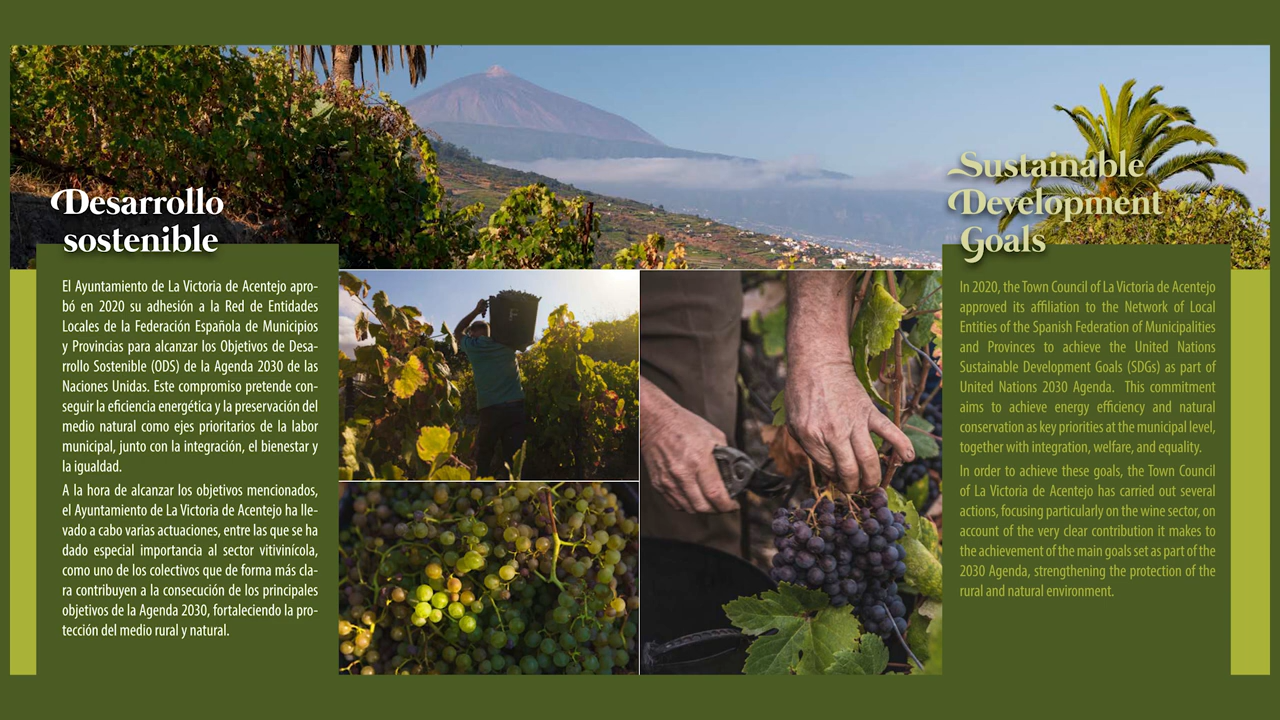 Desarrollo
sostenible
El Ayuntamiento de La Victoria de Acentejo apro-
bó en 2020 su adhesión a la Red de Entidades
Locales de la Federación Española de Municipios
y Provincias para alcanzar los Objetivos de Desa-
rrollo Sostenible (ODS) de la Agenda 2030 de las
Naciones Unidas. Este compromiso pretende con-
seguir la eficiencia energética y la preservación del
medio natural como ejes prioritarios de la labor
municipal, junto con la integración, el bienestar y
la igualdad.
A la hora de alcanzar los objetivos mencionados,
el Ayuntamiento de La Victoria de Acentejo ha lle-
vado a cabo varias actuaciones, entre las que se ha
dado especial importancia al sector vitivinícola,
como uno de los colectivos que de forma más cla-
ra contribuyen a la consecución de los principales
objetivos de la Agenda 2030, fortaleciendo la pro-
tección del medio rural y natural.
F
Sustainable
Development
Goals
In 2020, the Town Council of La Victoria de Acentejo
approved its affiliation to the Network of Local
Entities of the Spanish Federation of Municipalities
and Provinces to achieve the United Nations
Sustainable Development Goals (SDGs) as part of
United Nations 2030 Agenda. This commitment
aims to achieve energy efficiency and natural
conservation as key priorities at the municipal level,
together with integration, welfare, and equality.
In order to achieve these goals, the Town Council
of La Victoria de Acentejo has carried out several
actions, focusing particularly on the wine sector, on
account of the very clear contribution it makes to
the achievement of the main goals set as part of the
2030 Agenda, strengthening the protection of the
rural and natural environment.